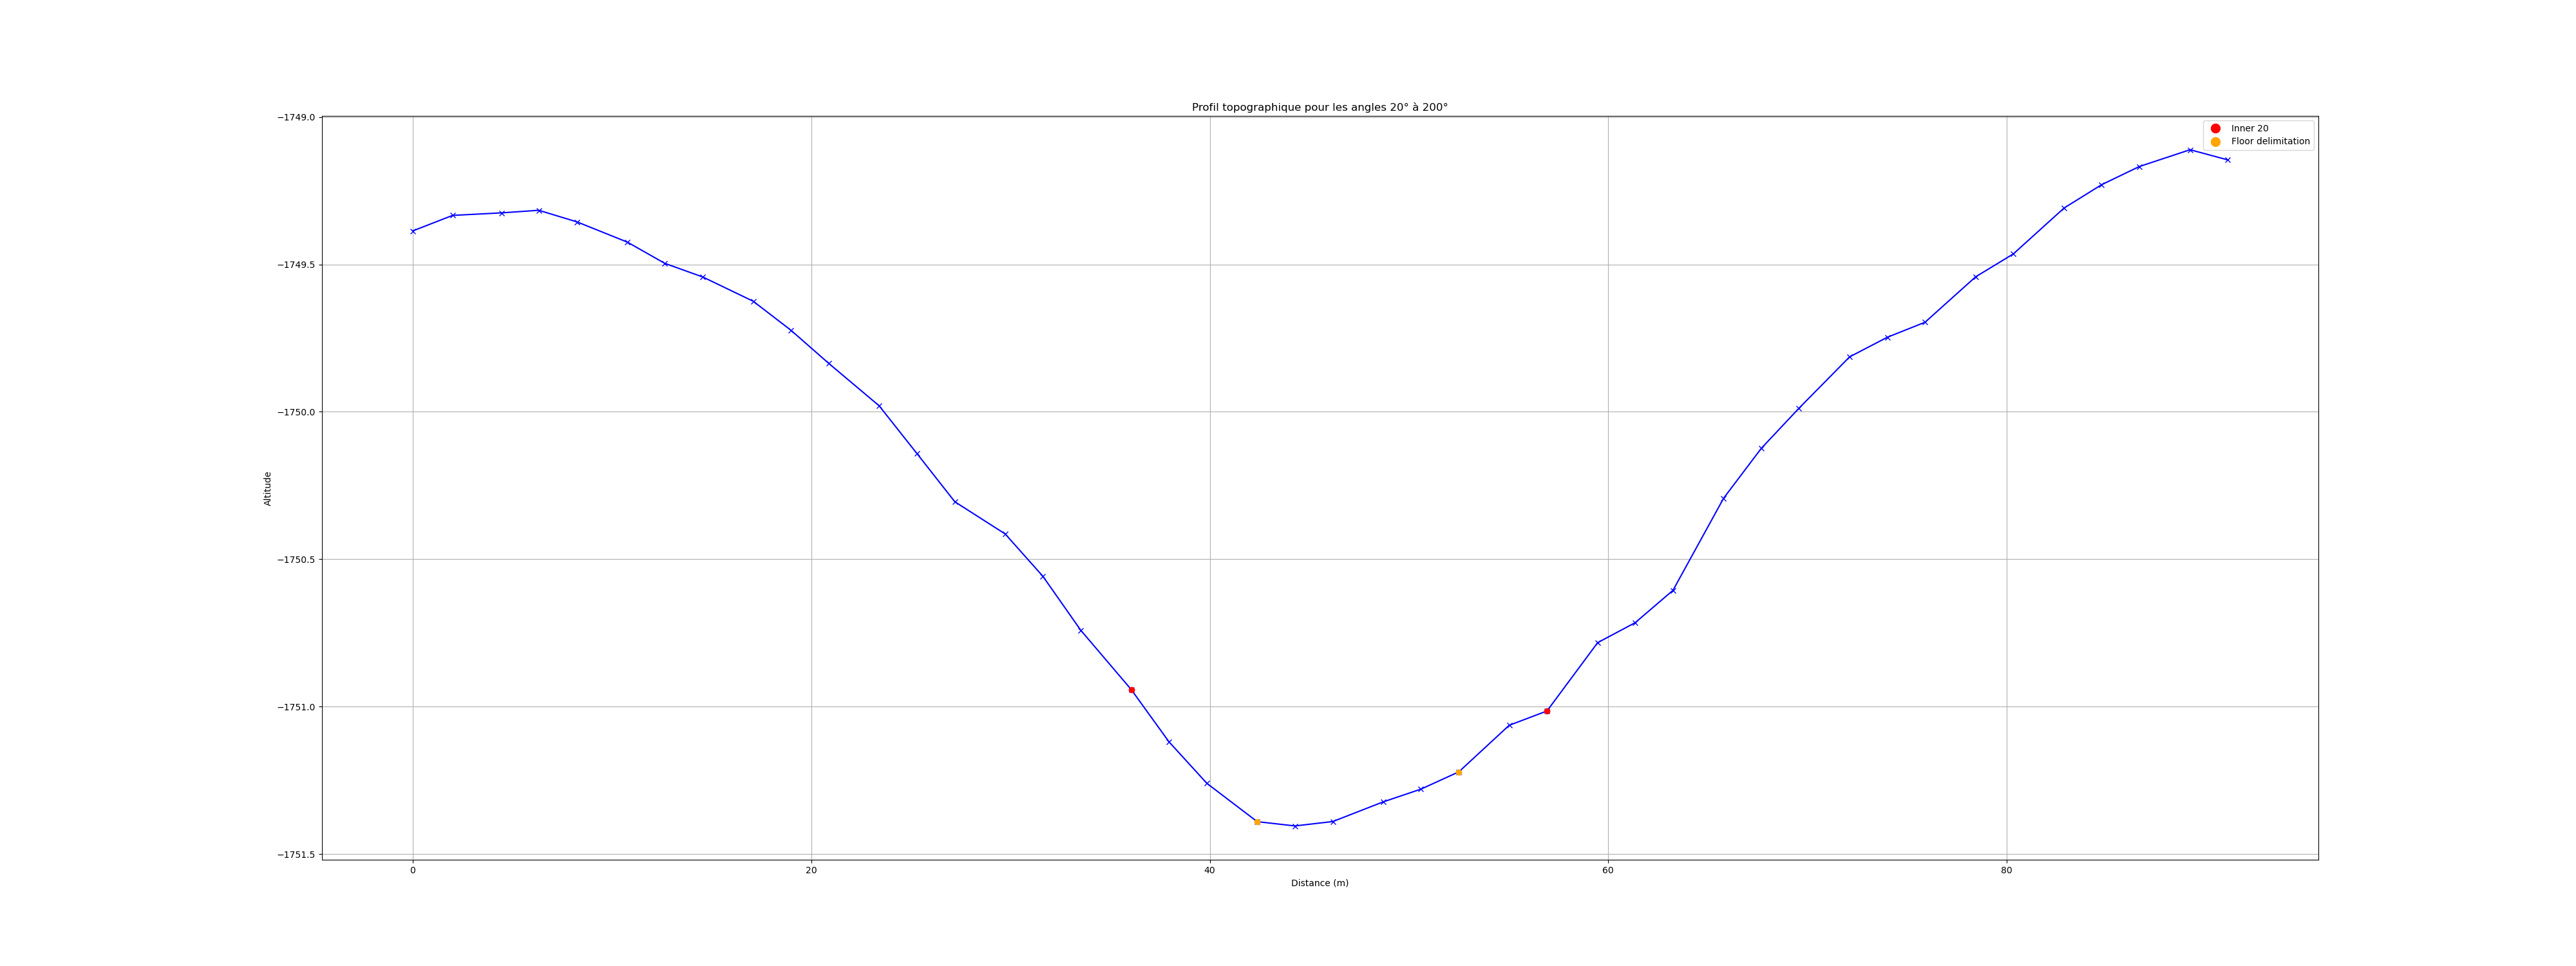 Profil topographique pour les angles 20° à 200°
Inner 20
Floor delimitation
−1749.0
−1749.5
−1750.0
−1750.5
−1751.0
−1751.5
Altitude
0
20
40
60
80
Distance (m)